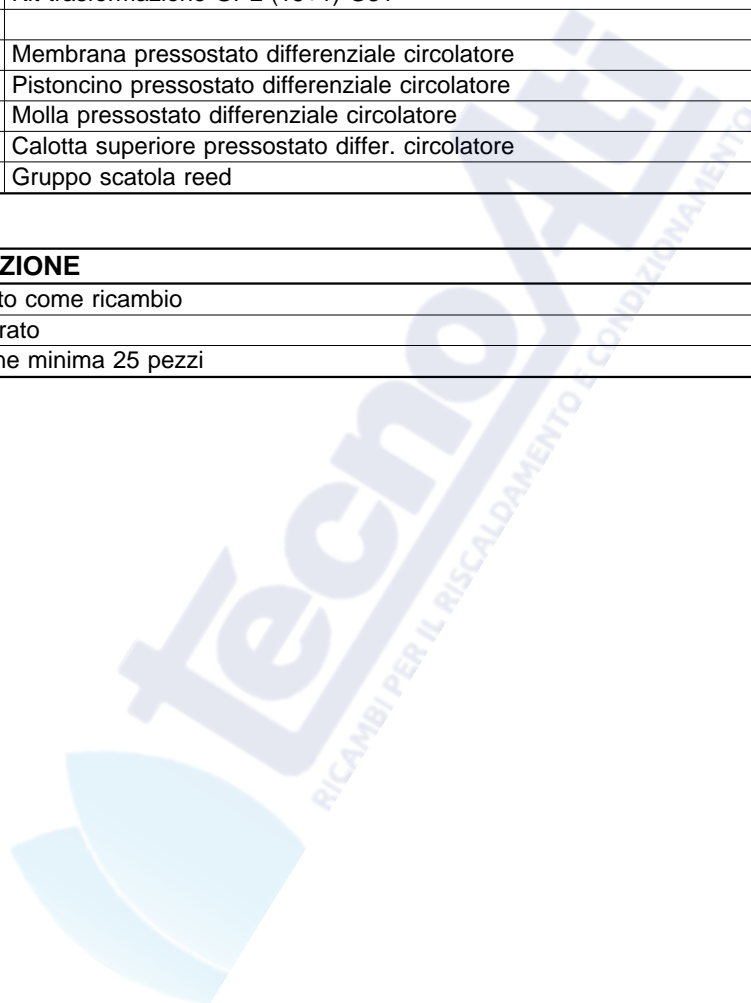 Membrana pressostato differenziale circolatore
Pistoncino pressostato differenziale circolatore
Molla pressostato differenziale circolatore
Calotta superiore pressostato differ. circolatore
Gruppo scatola reed
ZIONE
to come ricambio
rato
ne minima 25 pezzi
tecnoAti
RICAMBI PER IL RISCALDAMENTO E CONDIZIONAMENTO